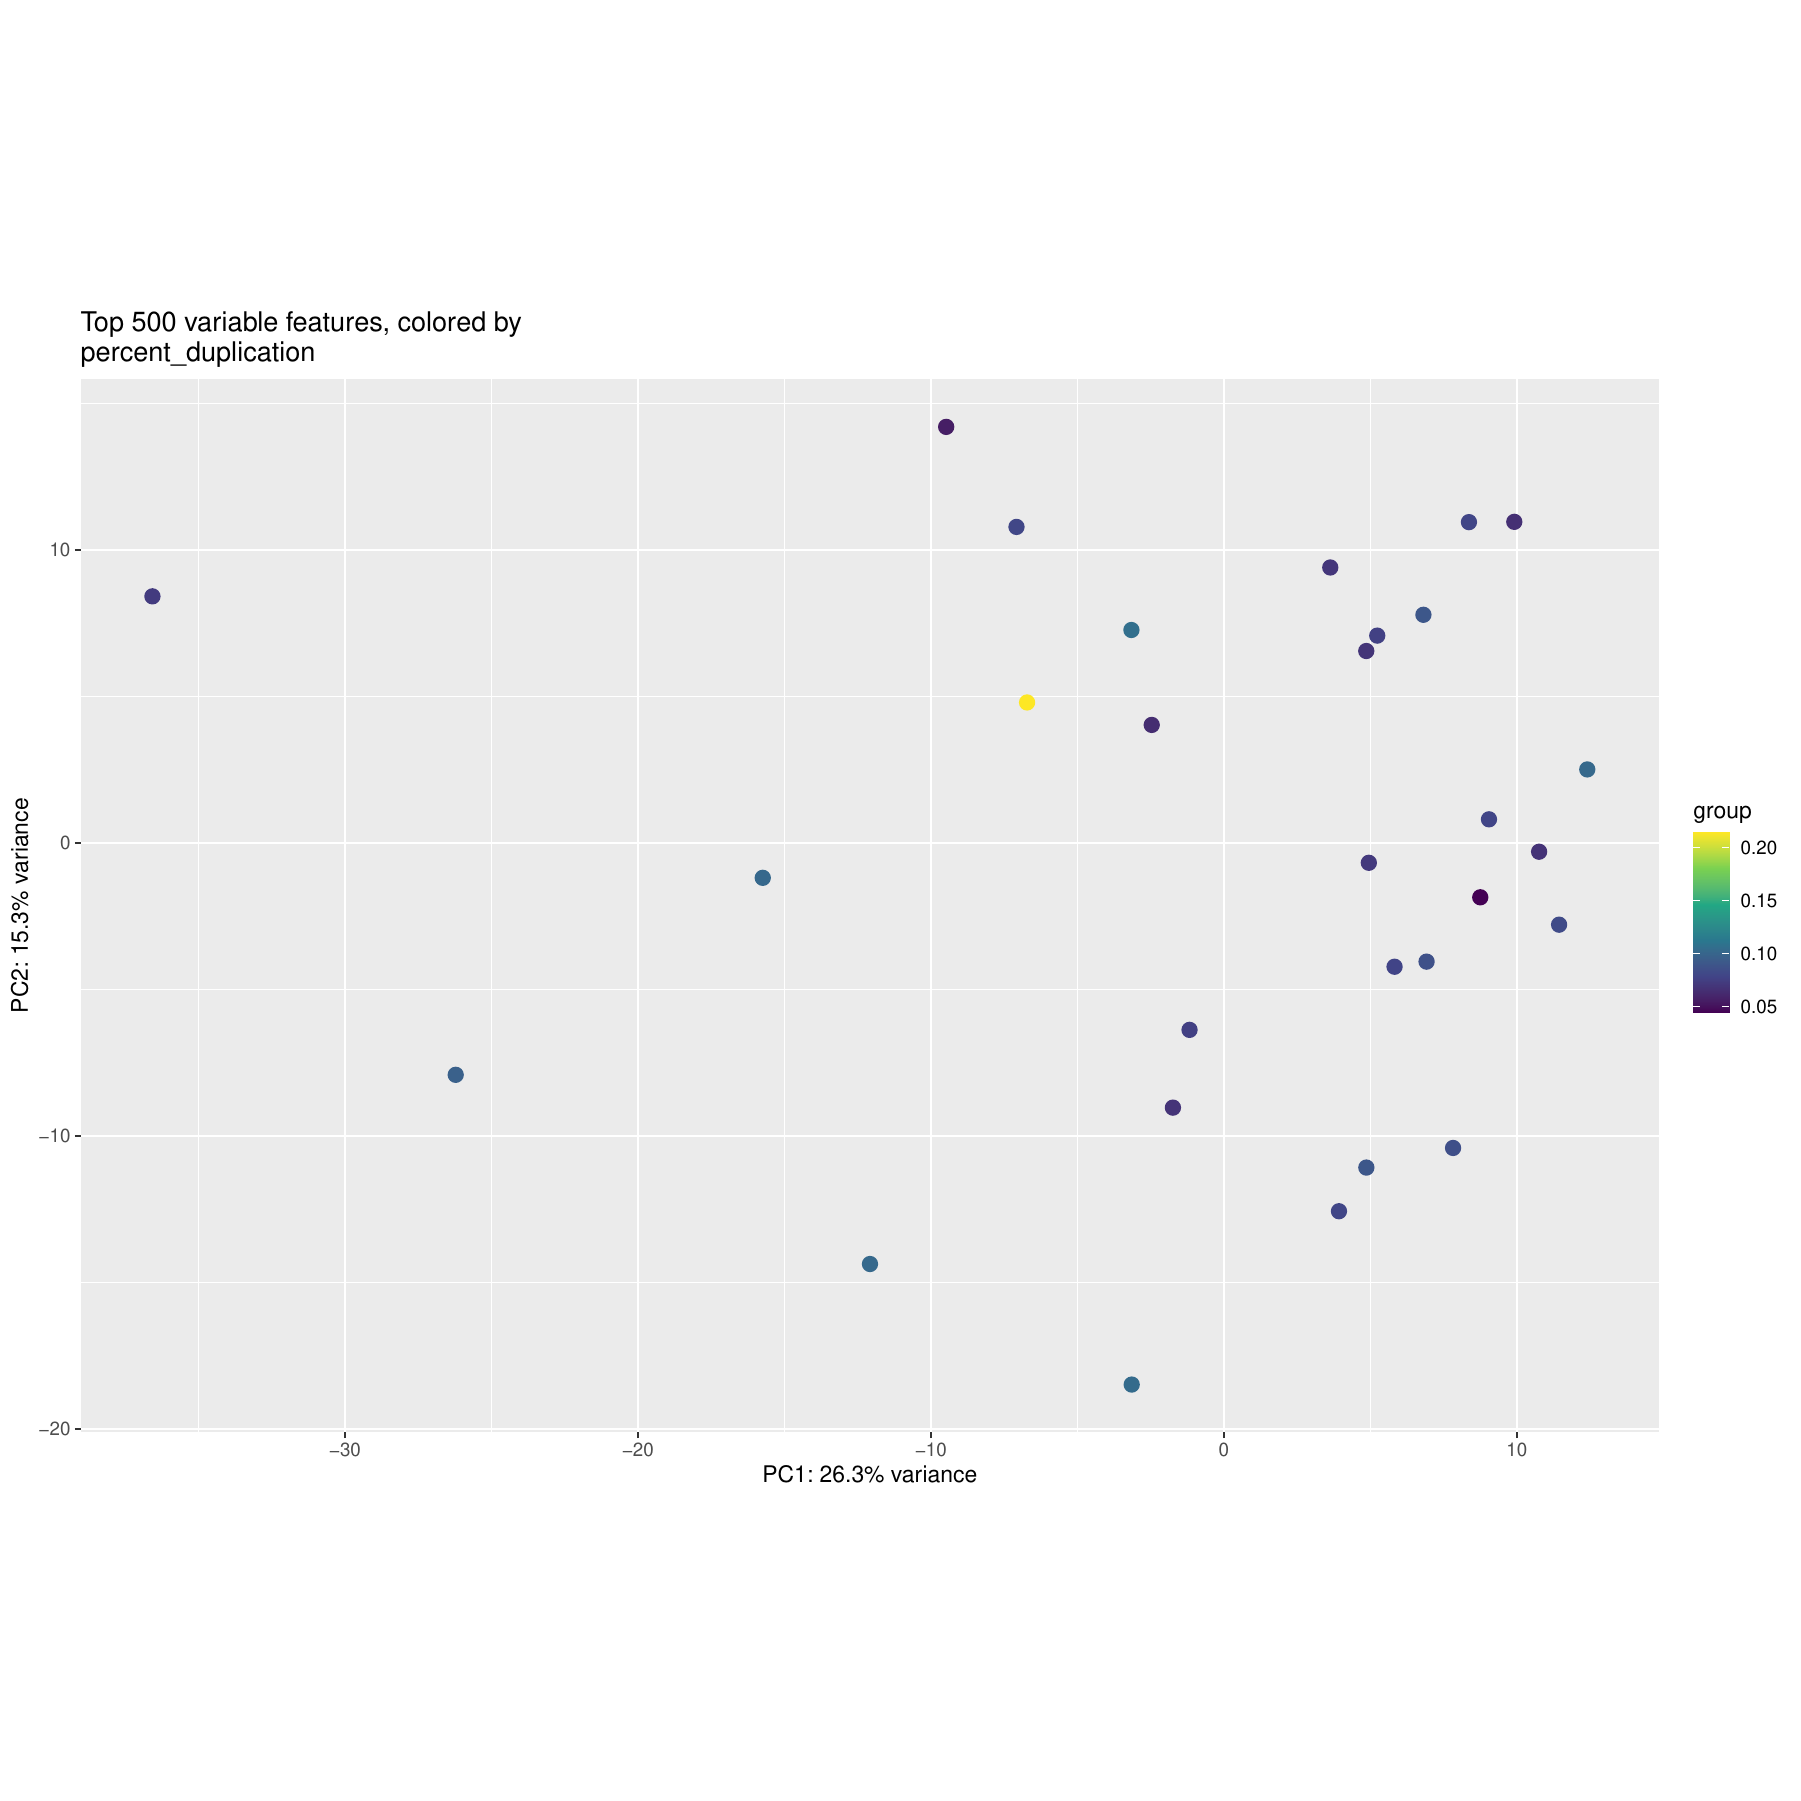 Top 500 variable features, colored by
percent_duplication
10
0
−10
−20
PC2: 15.3% variance
−30
−20
−10
0
10
PC1: 26.3% variance
group
0.20
0.15
0.10
0.05